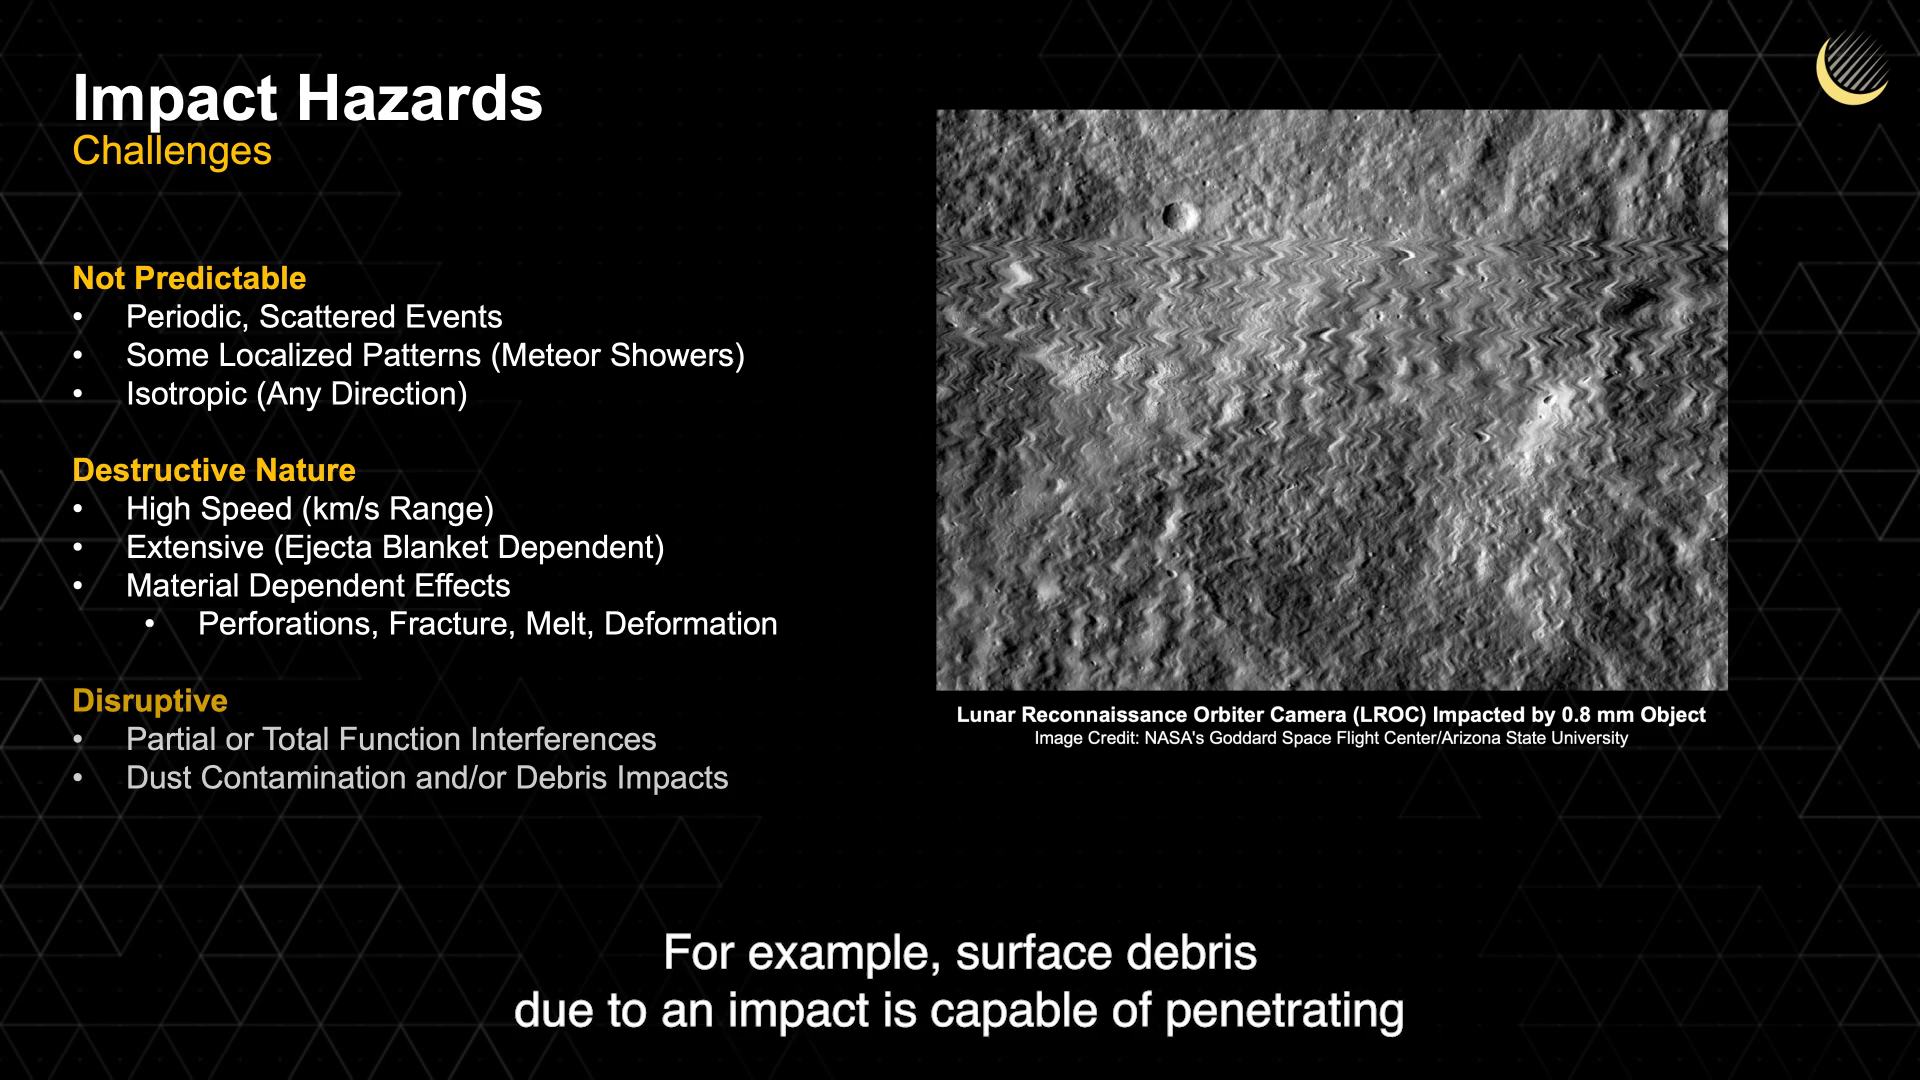 Impact Hazards
Challenges
Not Predictable
• Periodic, Scattered Events
• Some Localized Patterns (Meteor Showers)
• Isotropic (Any Direction)
Destructive Nature
• High Speed (km/s Range)
• Extensive (Ejecta Blanket Dependent)
• Material Dependent Effects
• Perforations, Fracture, Melt, Deformation
Disruptive
• Partial or Total Function Interferences
• Dust Contamination and/or Debris Impacts
Lunar Reconnaissance Orbiter Camera (LROC) Impacted by 0.8 mm Object
Image Credit: NASA's Goddard Space Flight Center/Arizona State University
For example, surface debris
due to an impact is capable of penetrating